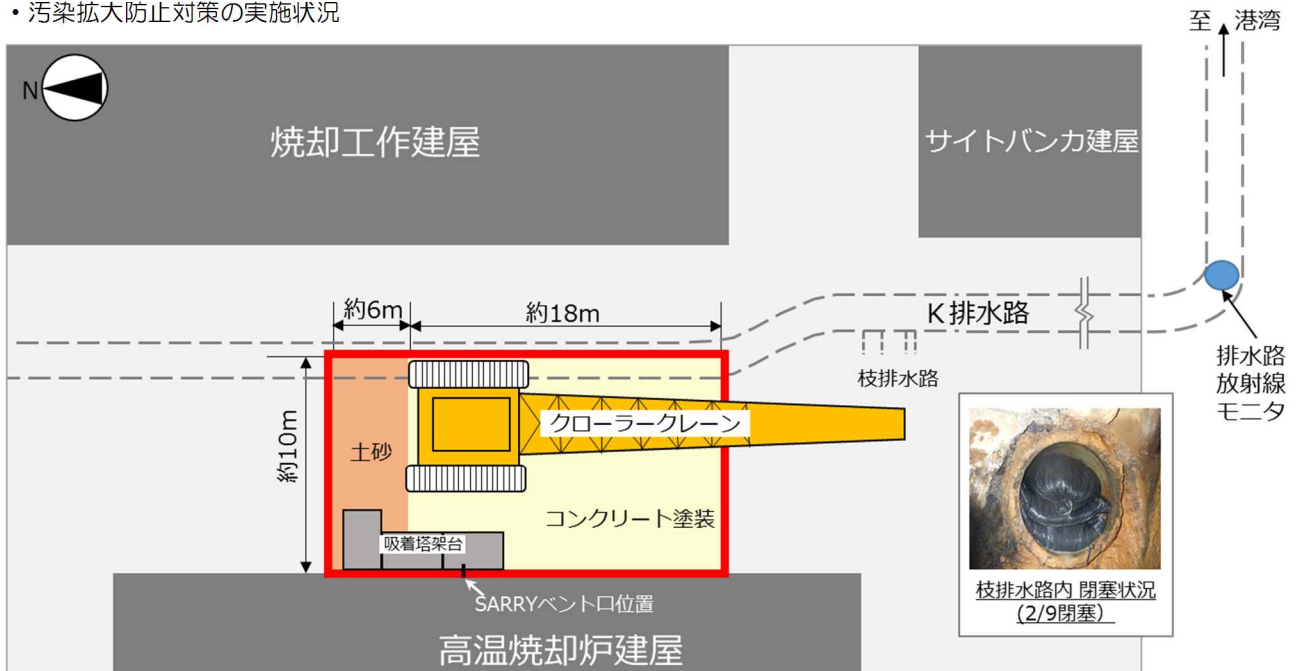 ・汚染拡大防止対策の実施状況
至 港湾
N
焼却工作建屋
サイトバンカ建屋
約6m
約18m
K排水路
枝排水路
排水路
放射線
モニタ
約10m
土砂
クローラークレーン
コンクリート塗装
吸着塔架台
SARRYベント口位置
高温焼却炉建屋
枝排水路内 閉塞状況
(2/9閉塞）